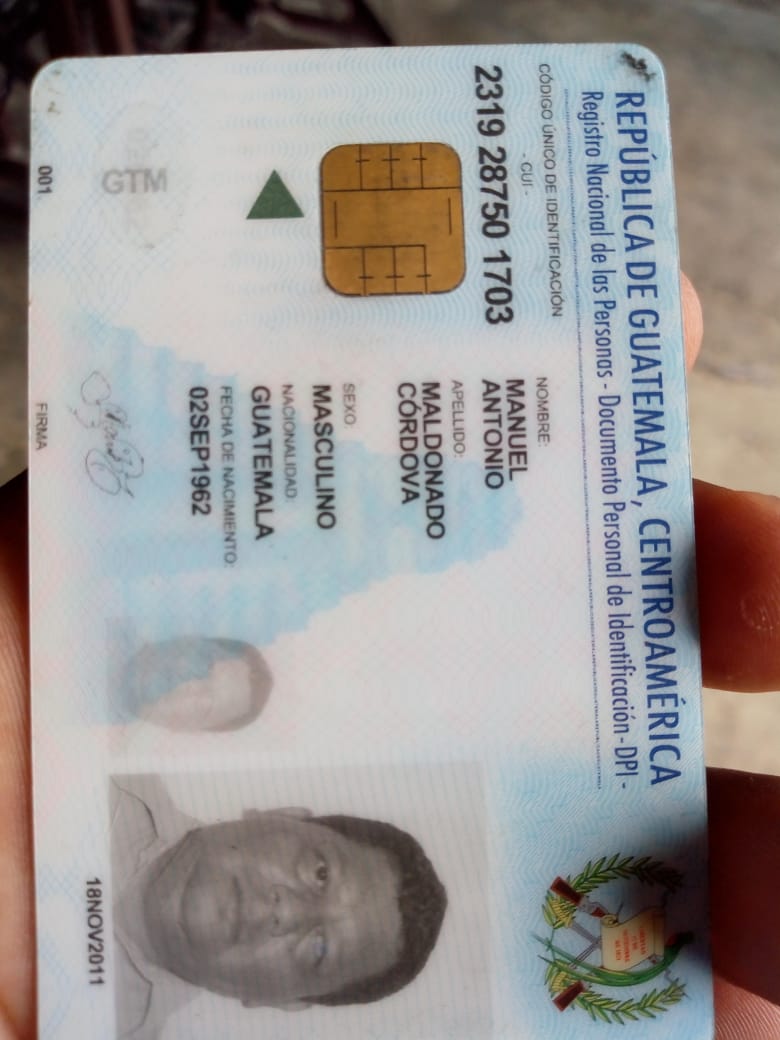 REPÚBLICA DE GUATEMALA, CENTROAMÉRICA
Registro Nacional de las Personas - Documento Personal de Identificación - DPI -
CÓDIGO ÚNICO DE IDENTIFICACIÓN
- CUI -
2319 28750 1703
NOMBRE:
MANUEL
ANTONIO
APELLIDO:
MALDONADO
CÓRDOVA
SEXO:
MASCULINO
NACIONALIDAD:
GUATEMALA
FECHA DE NACIMIENTO:
02SEP1962
GTM
001
FIRMA
18NOV2011